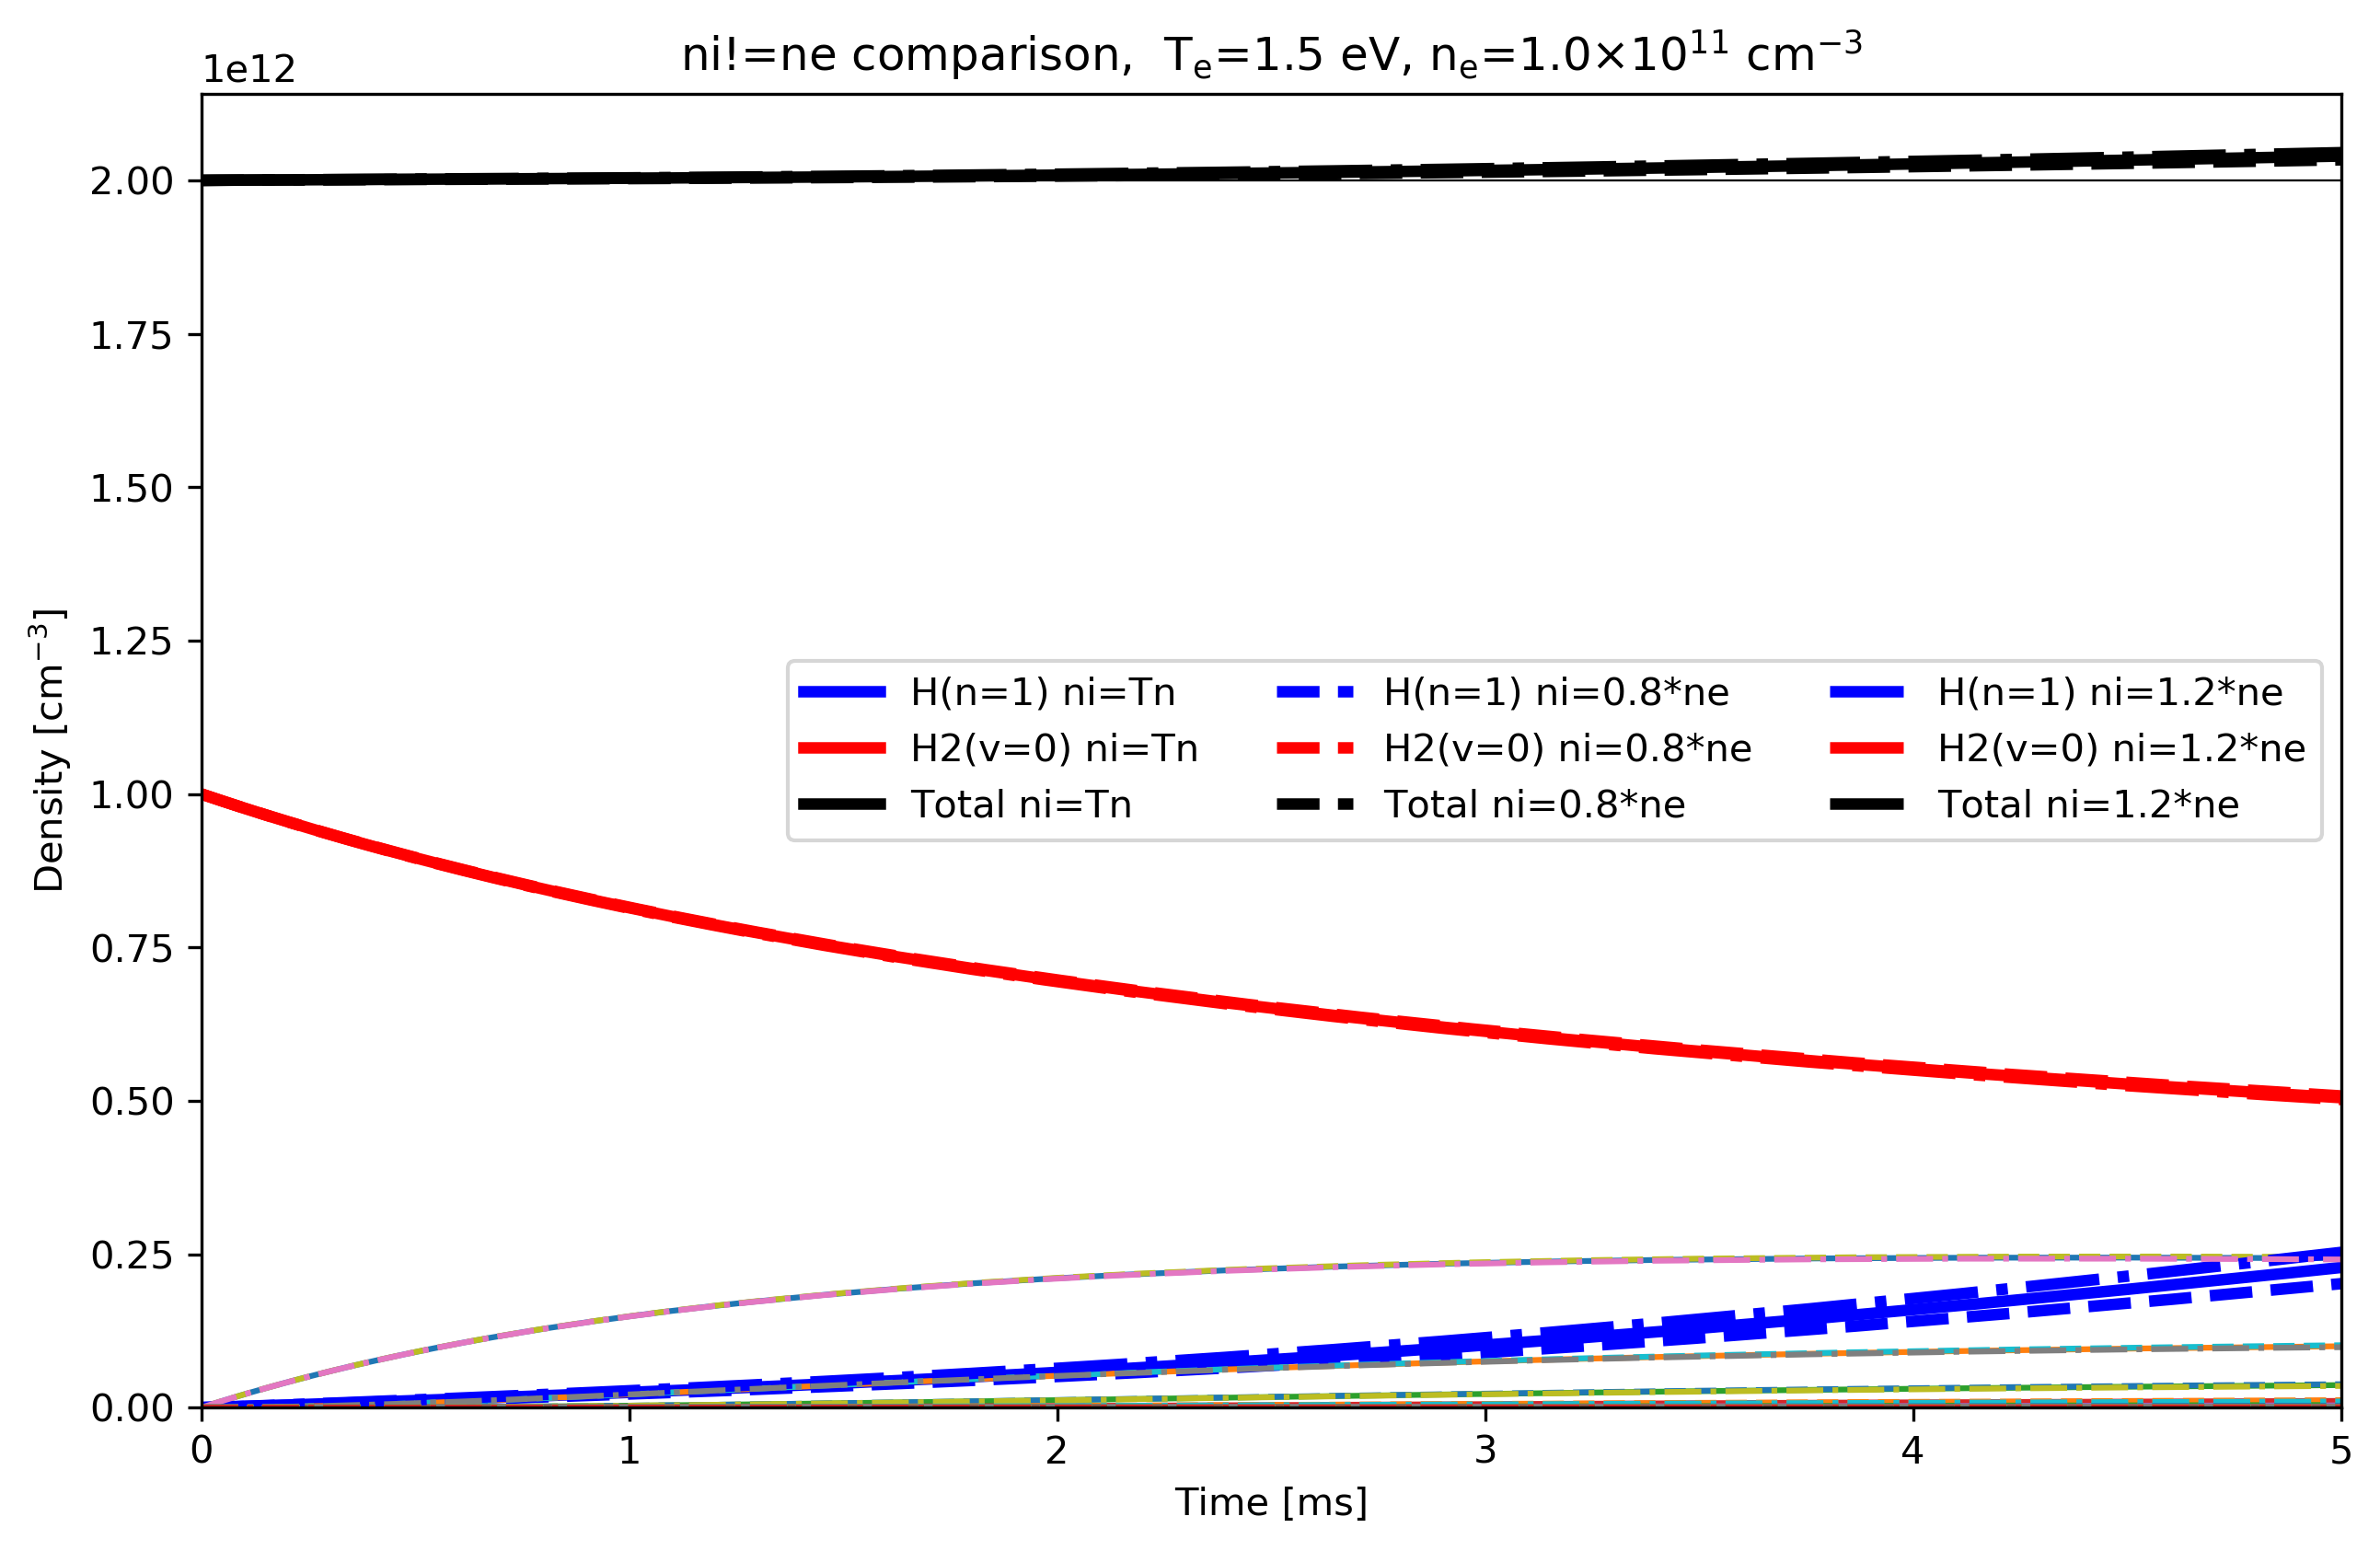 ni!=ne comparison,  Tₑ=1.5 eV, nₑ=1.0×10¹¹ cm⁻³
1e12
2.00
1.75
1.50
1.25
1.00
0.75
0.50
0.25
0.00
Density [cm⁻³]
H(n=1) ni=Tn
H2(v=0) ni=Tn
Total ni=Tn
H(n=1) ni=0.8*ne
H2(v=0) ni=0.8*ne
Total ni=0.8*ne
H(n=1) ni=1.2*ne
H2(v=0) ni=1.2*ne
Total ni=1.2*ne
0 1 2 3 4 5
Time [ms]